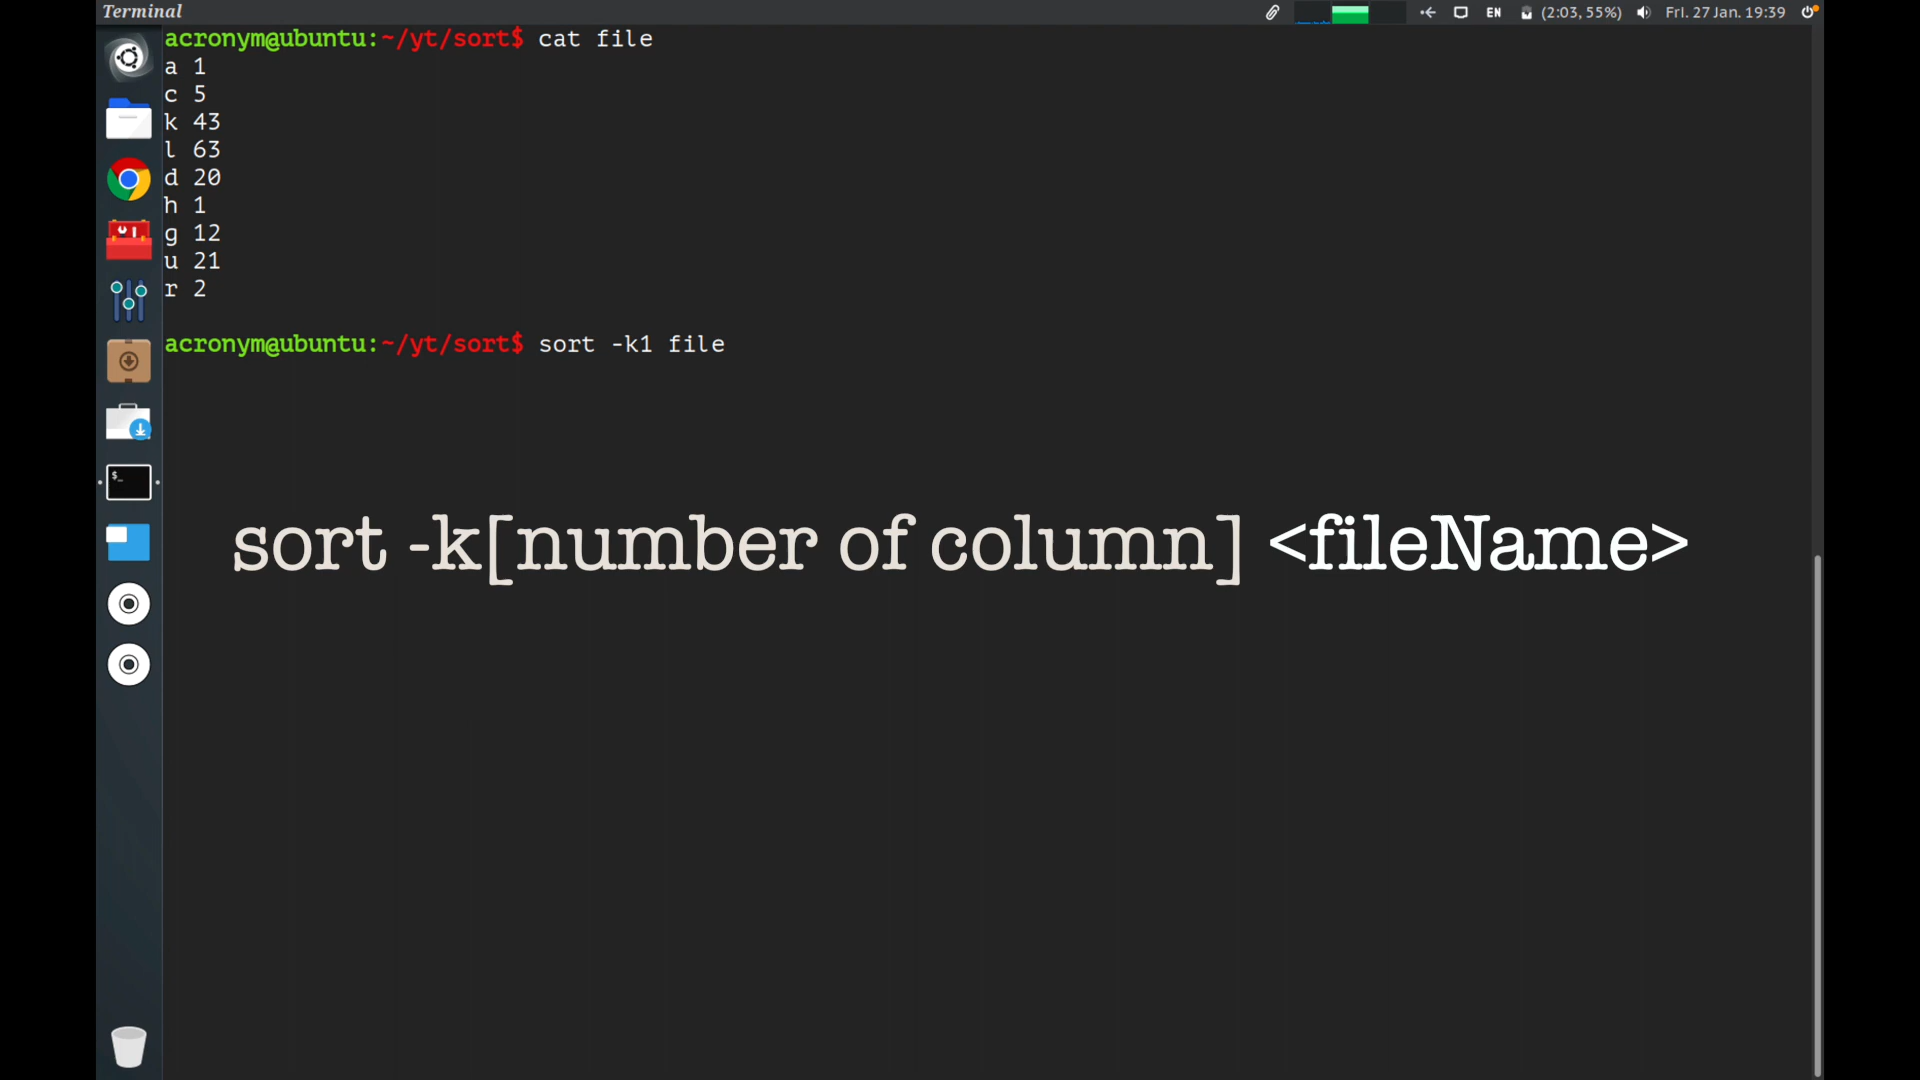 Terminal
EN (2:03, 55%) Fri. 27 Jan. 19:39
acronym@ubuntu:~/yt/sort$ cat file
a 1
c 5
k 43
l 63
d 20
h 1
g 12
u 21
r 2
acronym@ubuntu:~/yt/sort$ sort -k1 file
$_
sort -k[number of column] <fileName>